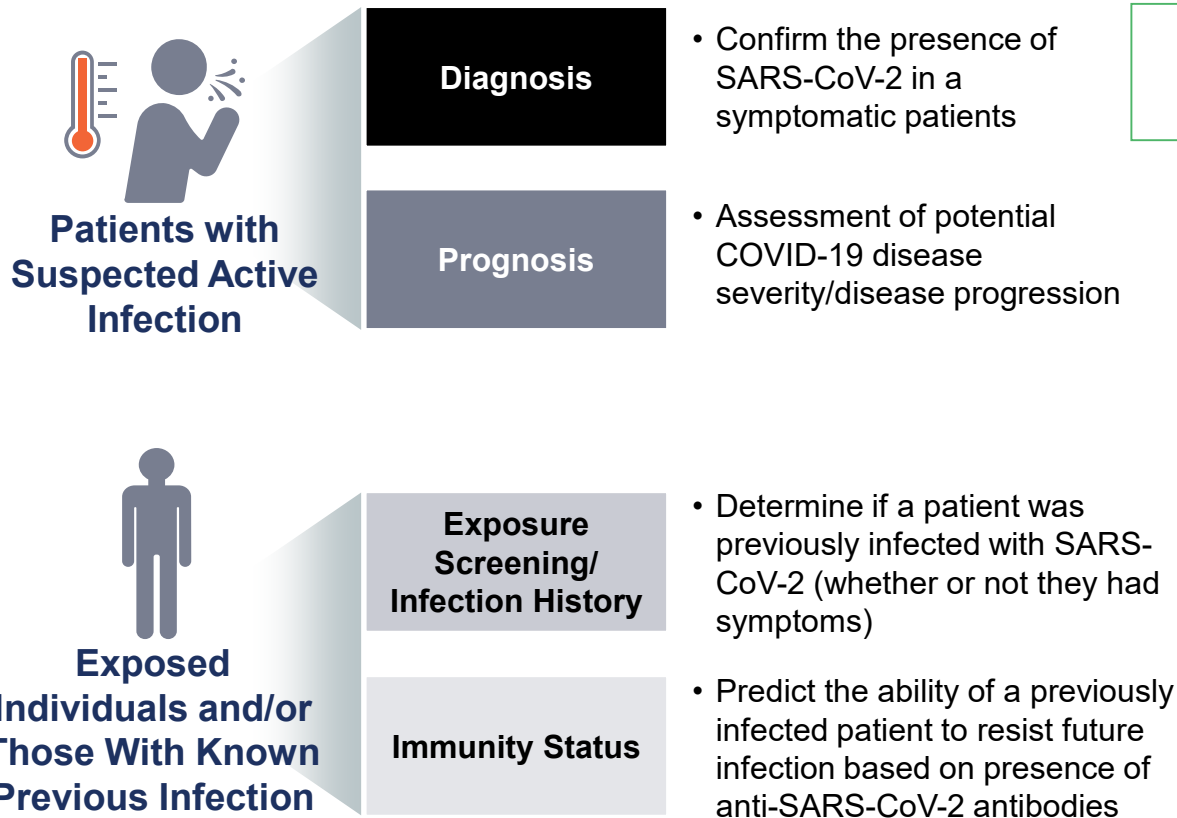 Patients with
Suspected Active
Infection
Diagnosis
• Confirm the presence of
SARS-CoV-2 in a
symptomatic patients
Prognosis
• Assessment of potential
COVID-19 disease
severity/disease progression
Exposed
Individuals and/or
Those With Known
Previous Infection
Exposure
Screening/
Infection History
• Determine if a patient was
previously infected with SARS-
CoV-2 (whether or not they had
symptoms)
Immunity Status
• Predict the ability of a previously
infected patient to resist future
infection based on presence of
anti-SARS-CoV-2 antibodies